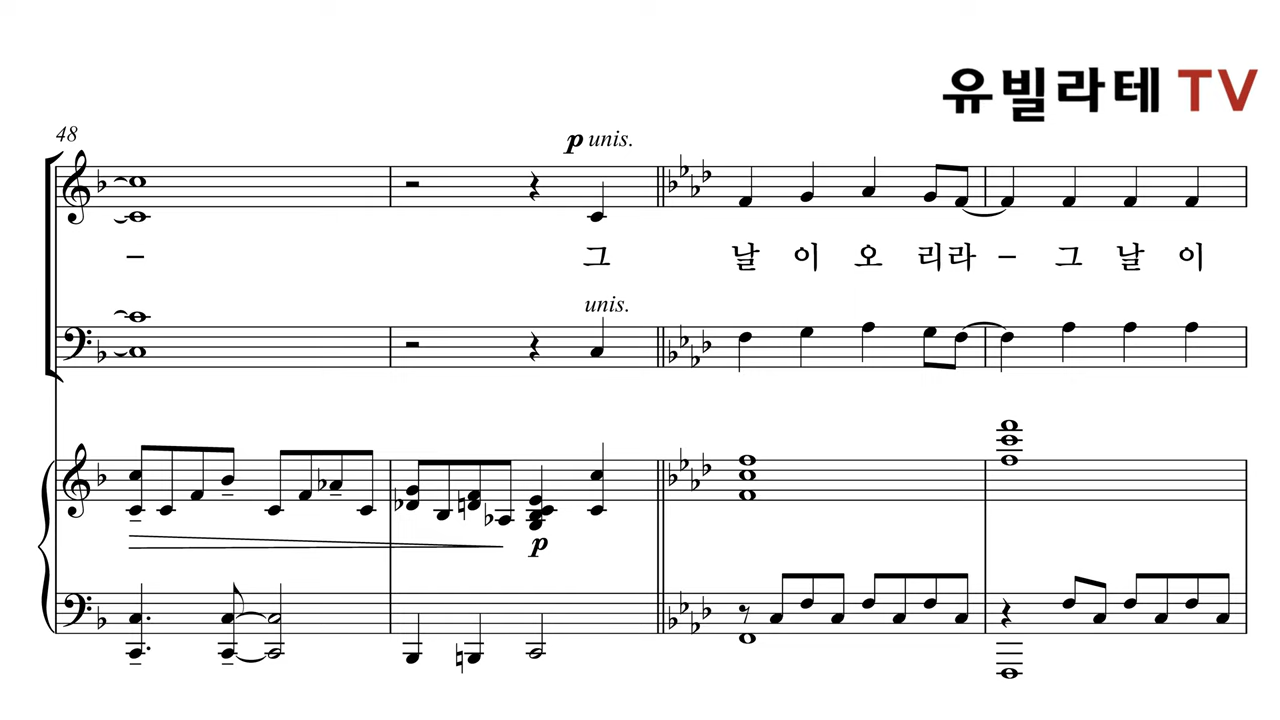 유빌라테 TV
48
p unis.
– 그 날 이 오 리 라 – 그 날 이
unis.
p